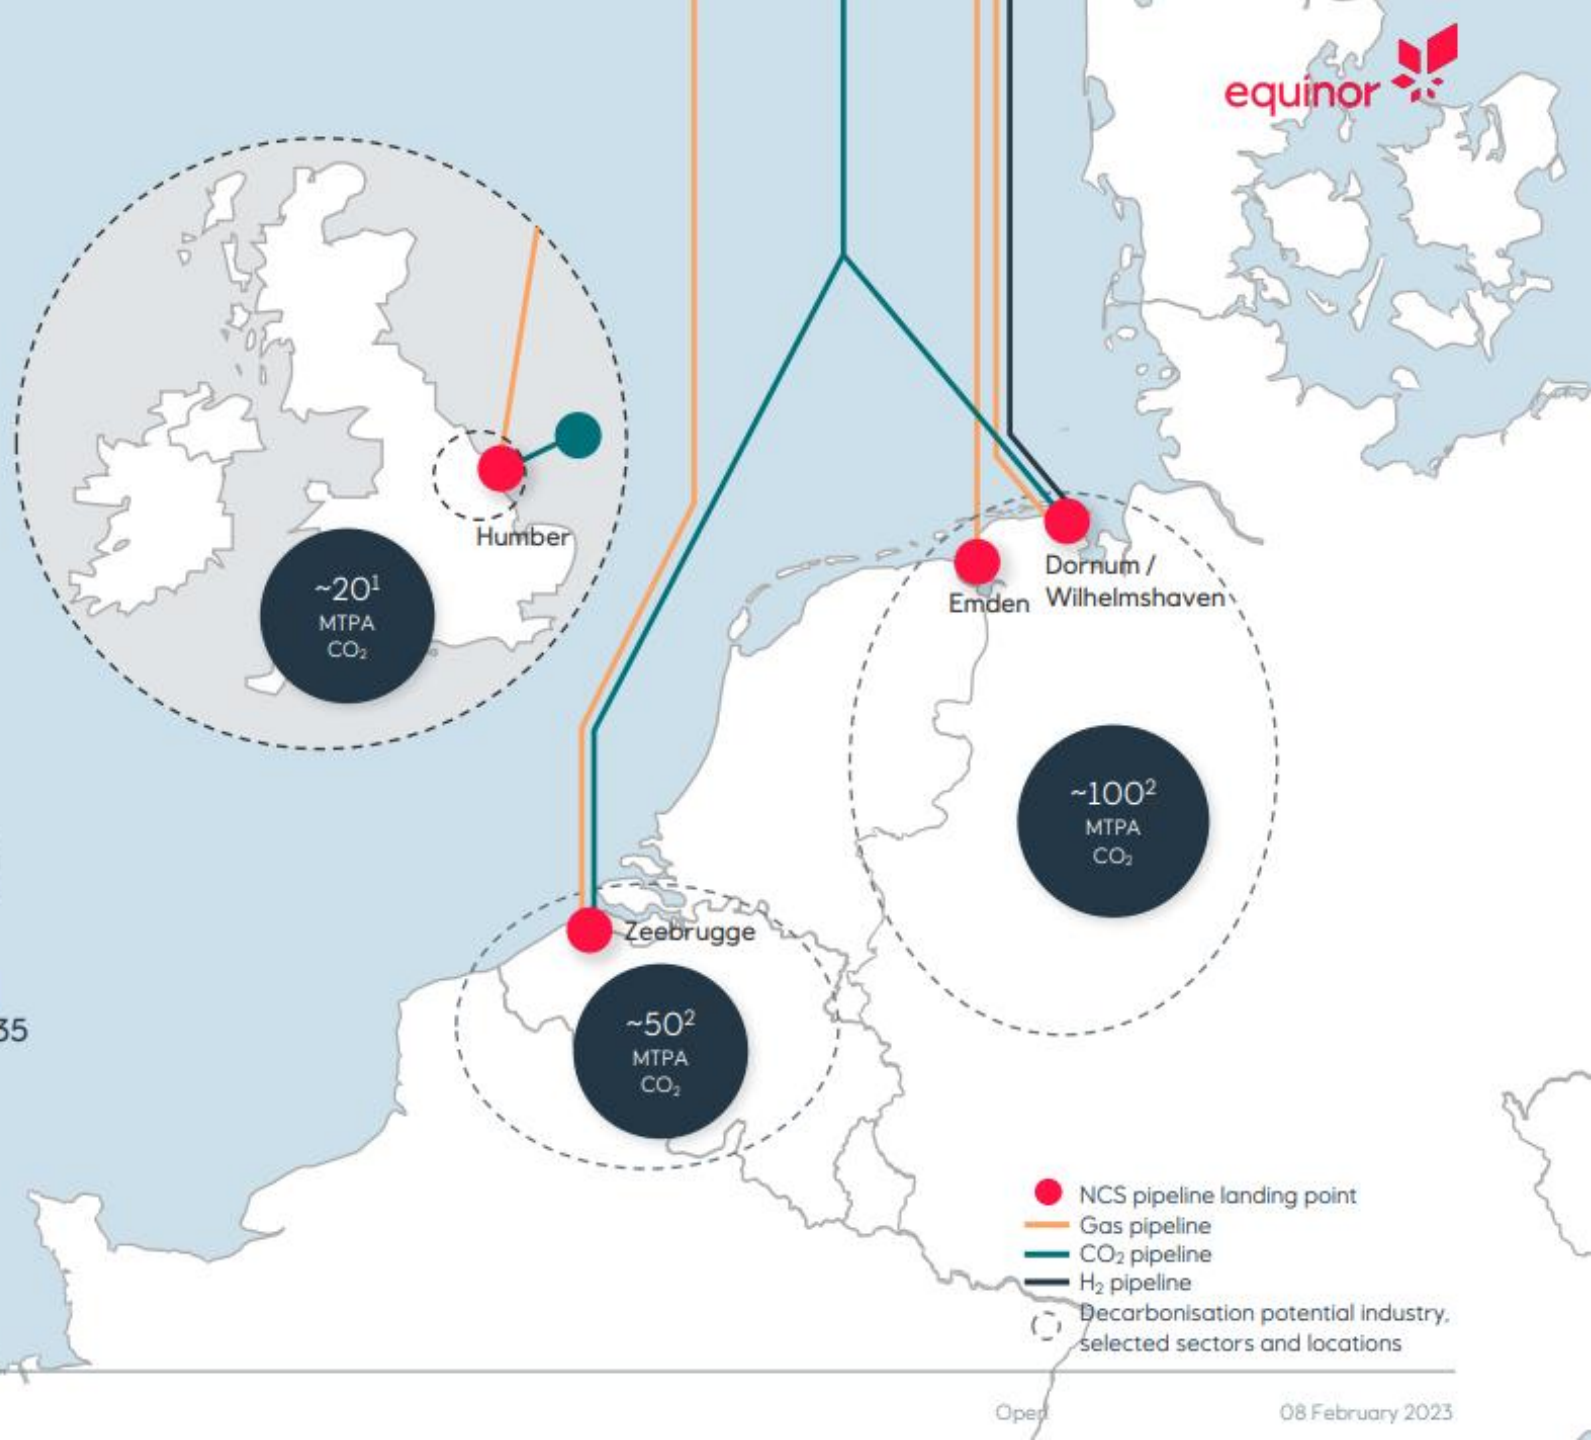 equinor
Humber
~20¹
MTPA
CO₂
Dornum /
Wilhelmshaven
Emden
~100²
MTPA
CO₂
Zeebrugge
~50²
MTPA
CO₂
35
NCS pipeline landing point
Gas pipeline
CO₂ pipeline
H₂ pipeline
Decarbonisation potential industry,
selected sectors and locations
Open
08 February 2023